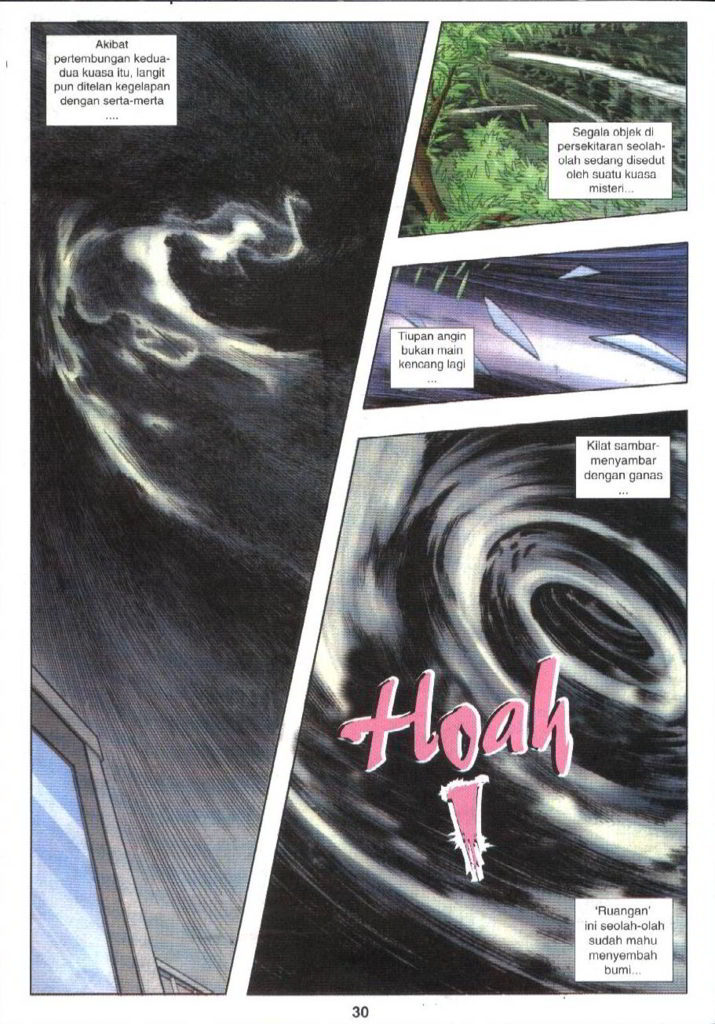 Akibat
pertembungan kedua-
dua kuasa itu, langit
pun ditelan kegelapan
dengan serta-merta
....
Segala objek di
persekitaran seolah-
olah sedang disedut
oleh suatu kuasa
misteri...
Tiupan angin
bukan main
kencang lagi
...
Kilat sambar-
menyambar
dengan ganas
...
Hoah
!
'Ruangan'
ini seolah-olah
sudah mahu
menyembah
bumi...
30